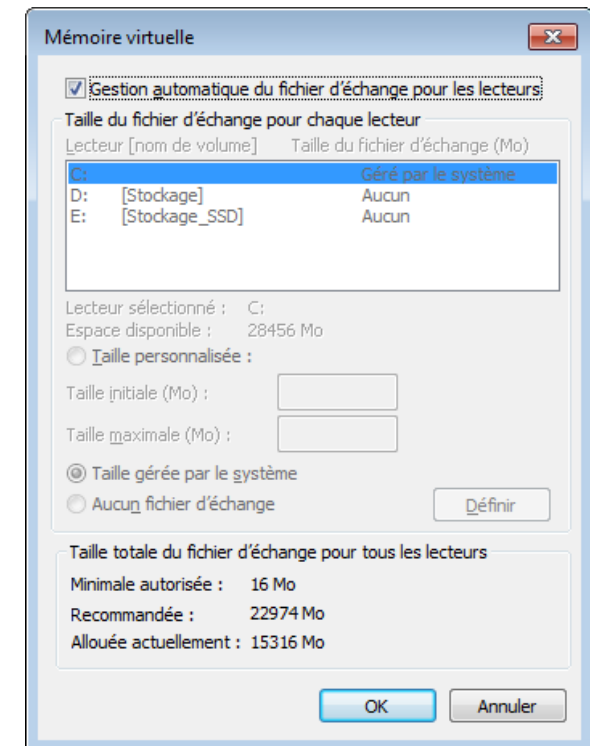 Mémoire virtuelle
Gestion automatique du fichier d'échange pour les lecteurs
Taille du fichier d'échange pour chaque lecteur
Lecteur [nom de volume] Taille du fichier d'échange (Mo)
C: Géré par le système
D: [Stockage] Aucun
E: [Stockage_SSD] Aucun
Lecteur sélectionné : C:
Espace disponible : 28456 Mo
Taille personnalisée :
Taille initiale (Mo) :
Taille maximale (Mo) :
Taille gérée par le système
Aucun fichier d'échange Définir
Taille totale du fichier d'échange pour tous les lecteurs
Minimale autorisée : 16 Mo
Recommandée : 22974 Mo
Allouée actuellement : 15316 Mo
OK Annuler